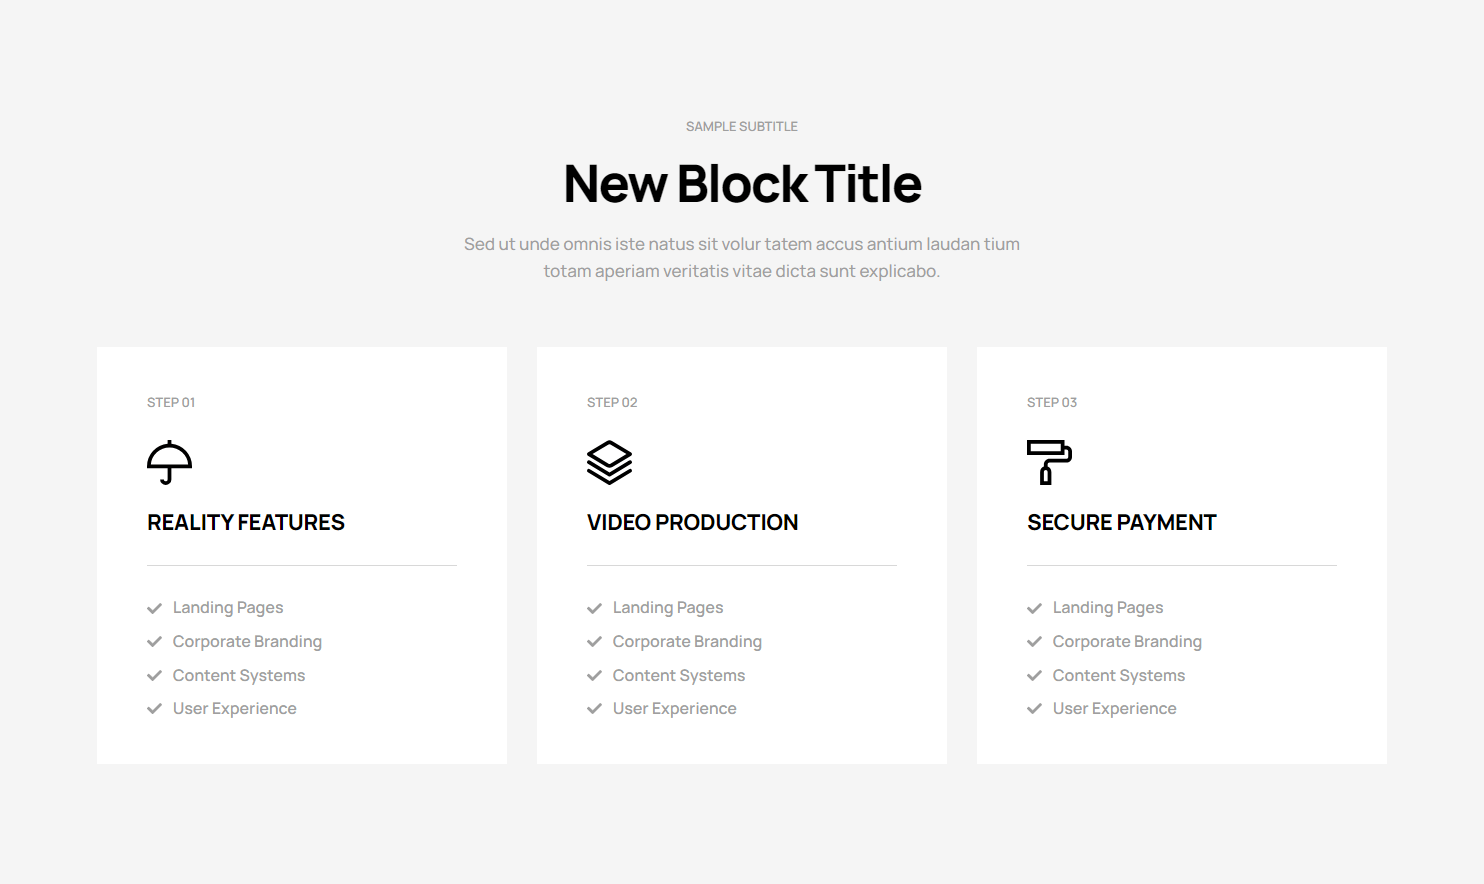 SAMPLE SUBTITLE
New Block Title
Sed ut unde omnis iste natus sit volur tatem accus antium laudan tium
totam aperiam veritatis vitae dicta sunt explicabo.
STEP 01
REALITY FEATURES
Landing Pages
Corporate Branding
Content Systems
User Experience
STEP 02
VIDEO PRODUCTION
Landing Pages
Corporate Branding
Content Systems
User Experience
STEP 03
SECURE PAYMENT
Landing Pages
Corporate Branding
Content Systems
User Experience